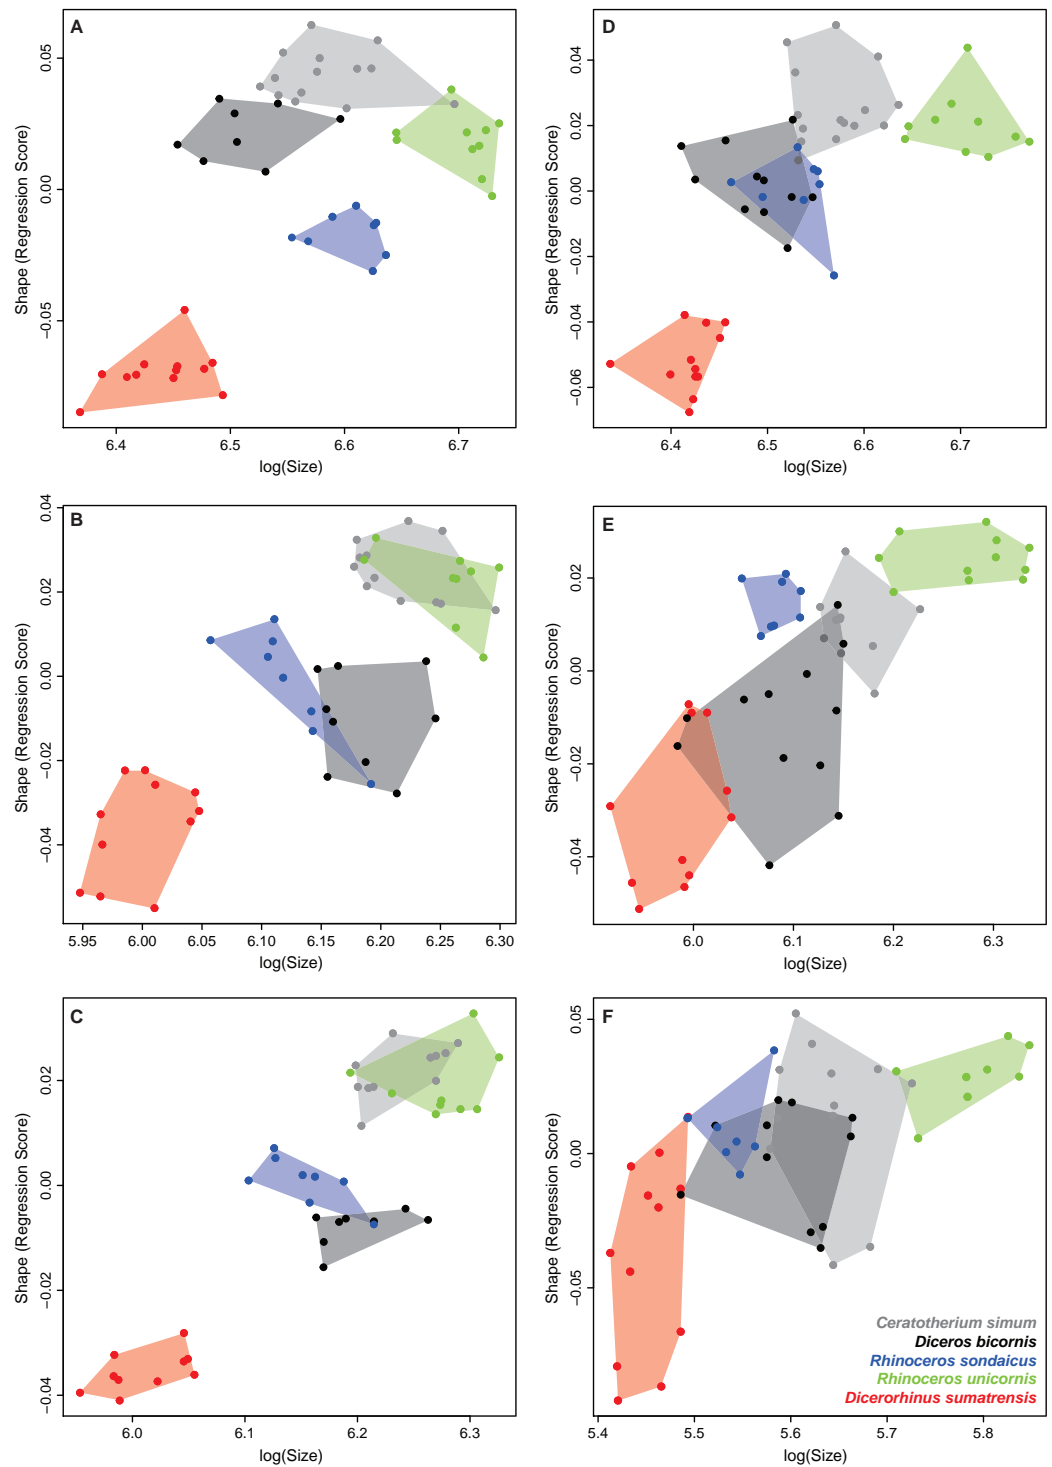 A
Shape (Regression Score)
0.05
0.00
−0.05
6.4 6.5 6.6 6.7
log(Size)
D
Shape (Regression Score)
0.04
0.02
0.00
−0.02
−0.04
−0.06
6.4 6.5 6.6 6.7
log(Size)
B
Shape (Regression Score)
0.04
0.02
0.00
−0.02
−0.04
5.95 6.00 6.05 6.10 6.15 6.20 6.25 6.30
log(Size)
E
Shape (Regression Score)
0.02
0.00
−0.02
−0.04
6.0 6.1 6.2 6.3
log(Size)
C
Shape (Regression Score)
0.02
0.00
−0.02
−0.04
6.0 6.1 6.2 6.3
log(Size)
F
Shape (Regression Score)
0.05
0.00
−0.05
5.4 5.5 5.6 5.7 5.8
log(Size)
Ceratotherium simum
Diceros bicornis
Rhinoceros sondaicus
Rhinoceros unicornis
Dicerorhinus sumatrensis